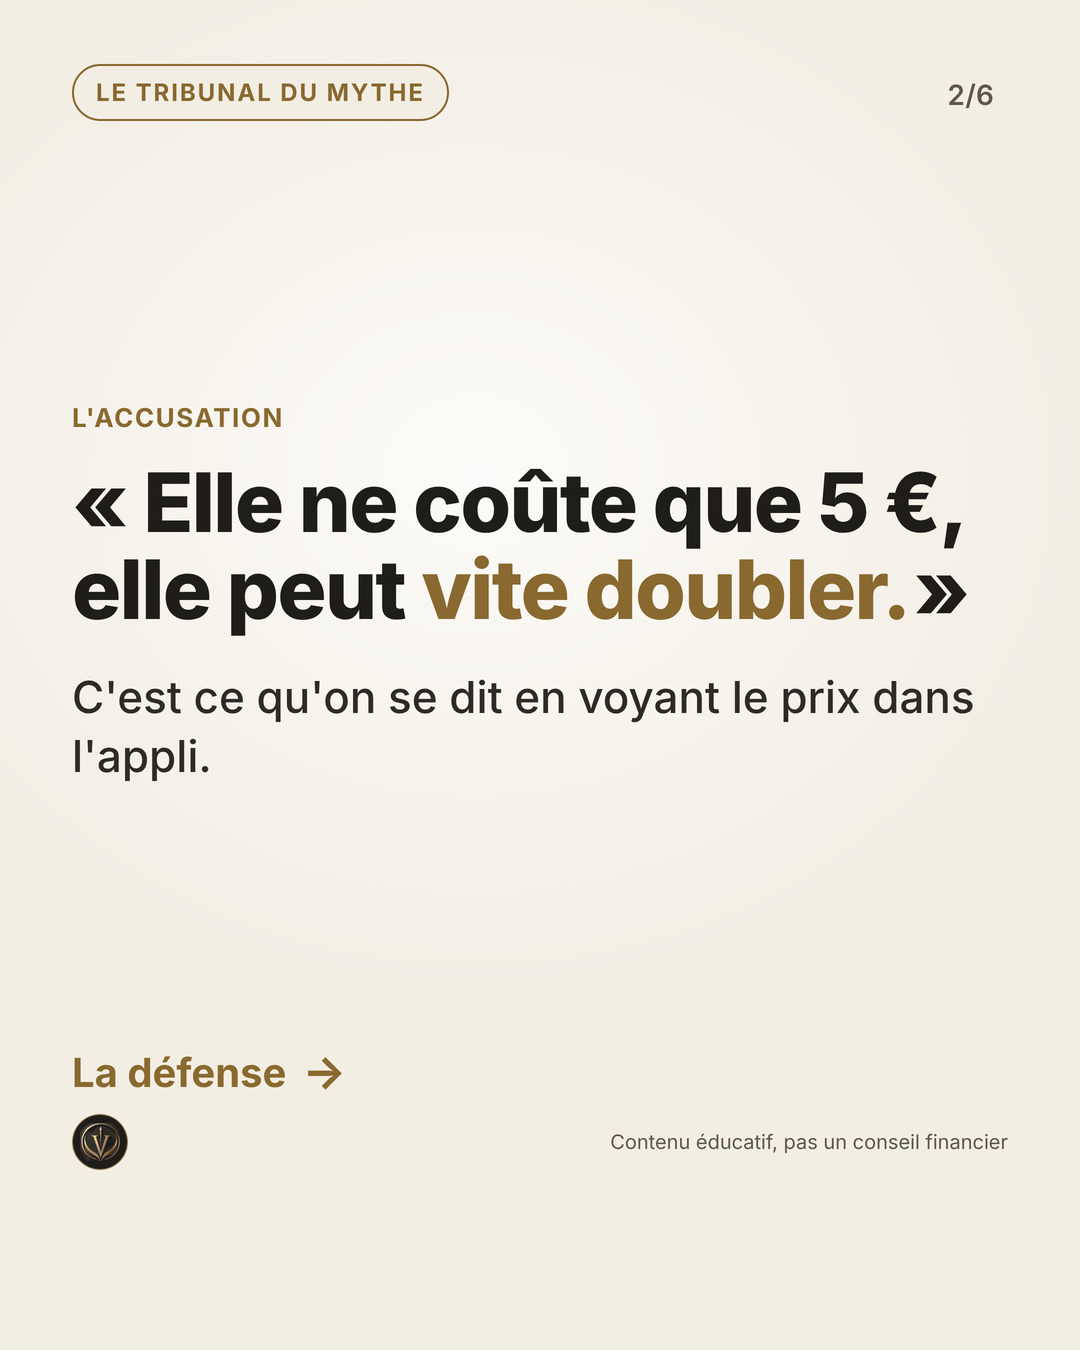 LE TRIBUNAL DU MYTHE
2/6
L'ACCUSATION
« Elle ne coûte que 5 €,
elle peut vite doubler.»
C'est ce qu'on se dit en voyant le prix dans
l'appli.
La défense →
V
Contenu éducatif, pas un conseil financier